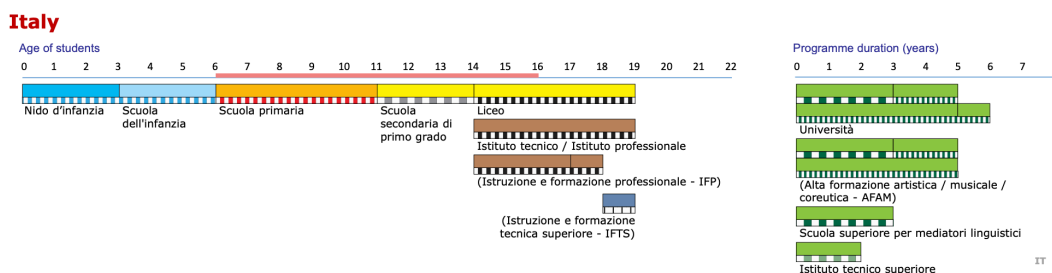 Italy
Age of students
0 1 2 3 4 5 6 7 8 9 10 11 12 13 14 15 16 17 18 19 20 21 22
Nido d'infanzia
Scuola
dell'infanzia
Scuola primaria
Scuola
secondaria di
primo grado
Liceo
Istituto tecnico / Istituto professionale
(Istruzione e formazione professionale - IFP)
(Istruzione e formazione
tecnica superiore - IFTS)
Programme duration (years)
0 1 2 3 4 5 6 7
Università
(Alta formazione artistica / musicale /
coreutica - AFAM)
Scuola superiore per mediatori linguistici
Istituto tecnico superiore
IT